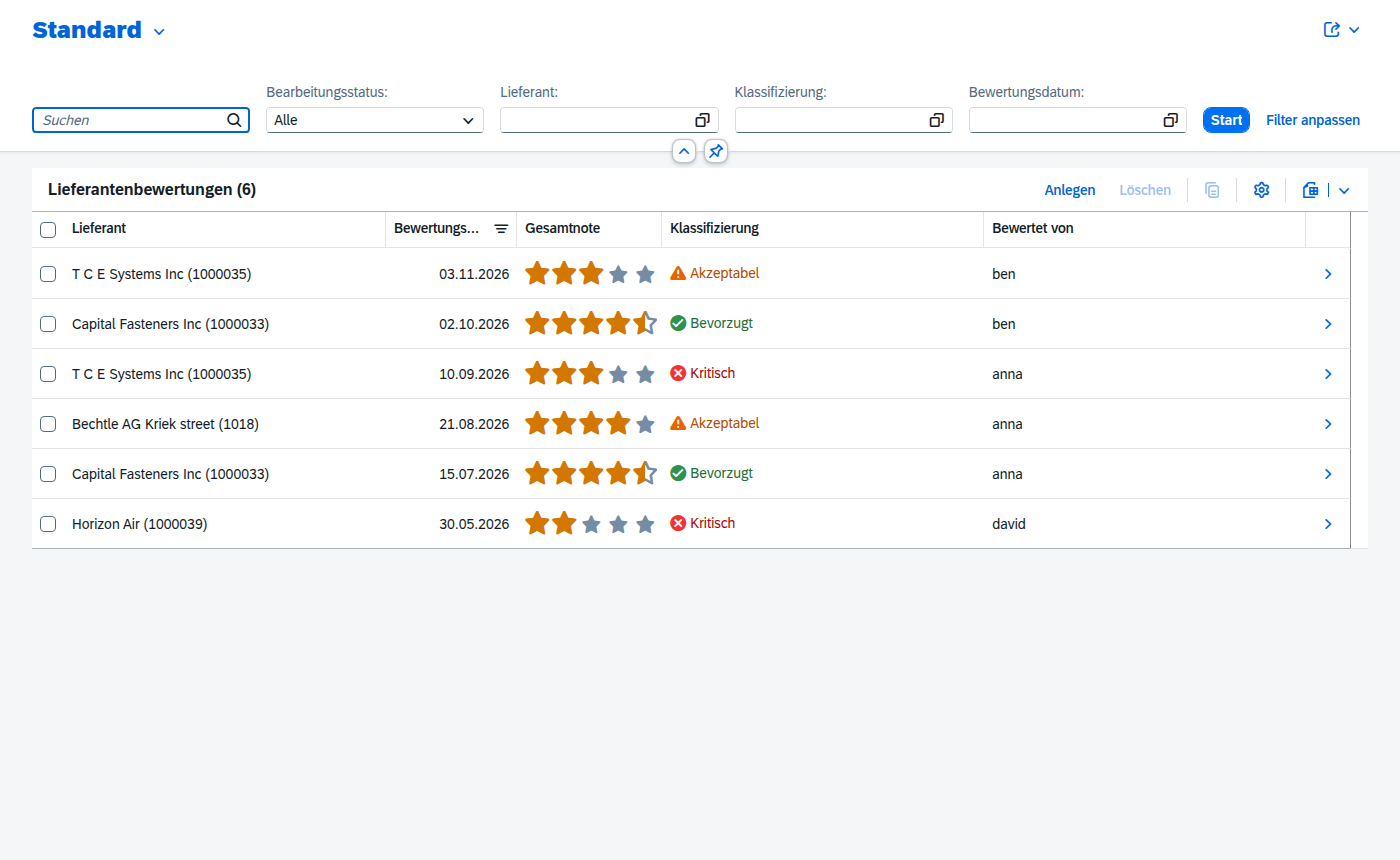 Standard
Bearbeitungsstatus: Lieferant: Klassifizierung: Bewertungsdatum:
Suchen Alle Start Filter anpassen
Lieferantenbewertungen (6) Anlegen Löschen
Lieferant Bewertungs... Gesamtnote Klassifizierung Bewertet von
T C E Systems Inc (1000035) 03.11.2026 Akzeptabel ben
Capital Fasteners Inc (1000033) 02.10.2026 Bevorzugt ben
T C E Systems Inc (1000035) 10.09.2026 Kritisch anna
Bechtle AG Kriek street (1018) 21.08.2026 Akzeptabel anna
Capital Fasteners Inc (1000033) 15.07.2026 Bevorzugt anna
Horizon Air (1000039) 30.05.2026 Kritisch david